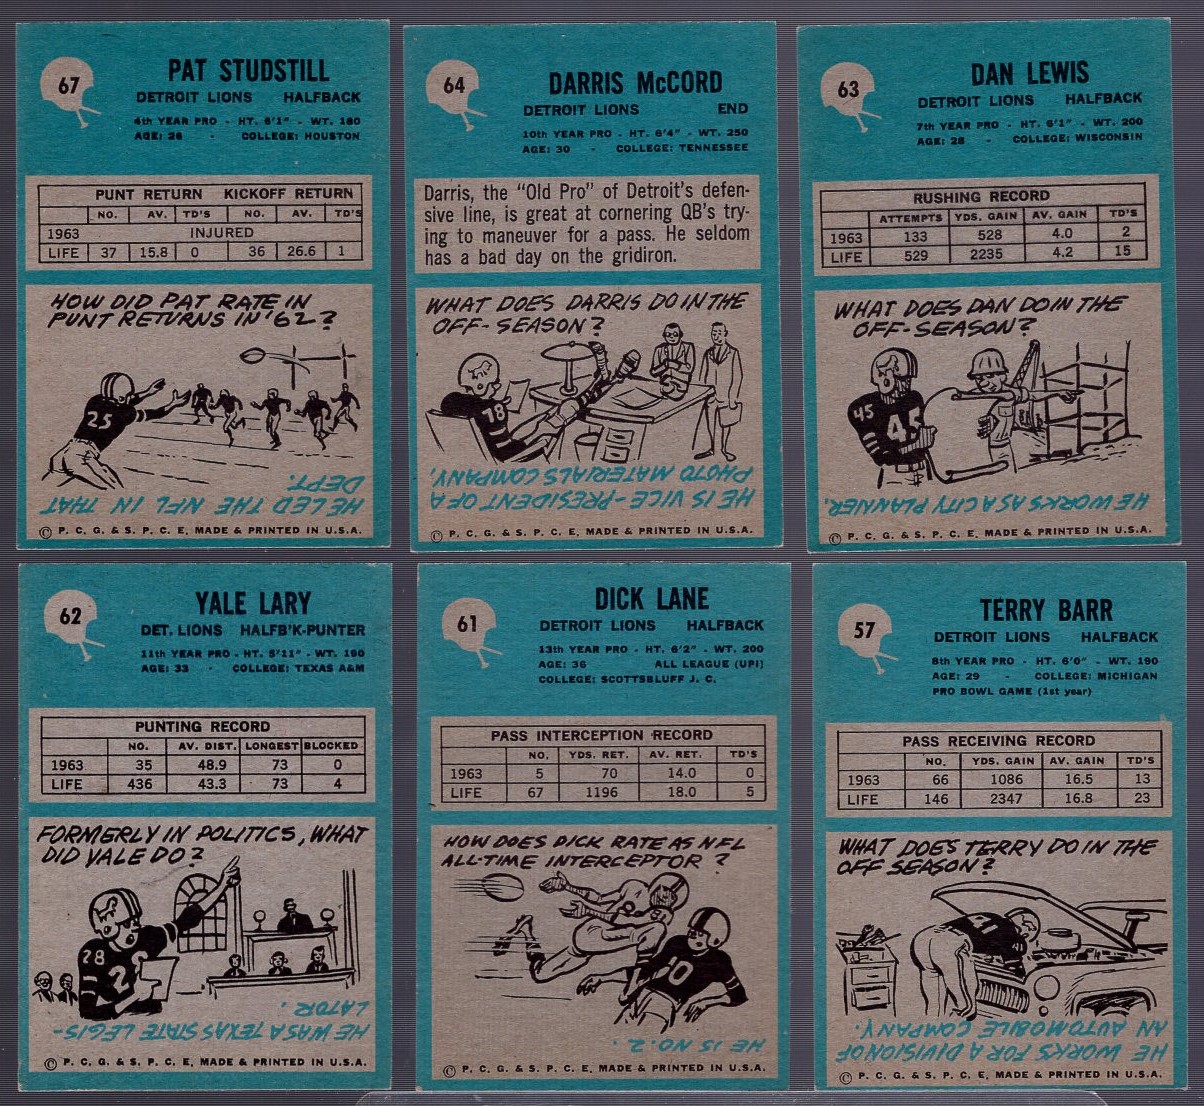 67
PAT STUDSTILL
DETROIT LIONS HALFBACK
4th YEAR PRO - HT. 6'1" - WT. 180
AGE: 26 - COLLEGE: HOUSTON
PUNT RETURN KICKOFF RETURN
NO. AV. TD'S NO. AV. TD'S
1963 INJURED
LIFE 37 15.8 0 36 26.6 1
HOW DID PAT RATE IN
PUNT RETURNS IN '62?
25
HE LED THE NFL IN THAT
DEPT.
© P. C. G. & S. P. C. E. MADE & PRINTED IN U.S.A.
64
DARRIS McCORD
DETROIT LIONS END
10th YEAR PRO - HT. 6'4" - WT. 250
AGE: 30 - COLLEGE: TENNESSEE
Darris, the "Old Pro" of Detroit's defen-
sive line, is great at cornering QB's try-
ing to maneuver for a pass. He seldom
has a bad day on the gridiron.
WHAT DOES DARRIS DO IN THE
OFF-SEASON?
78
HE IS VICE-PRESIDENT OF A
PHOTO MATERIALS COMPANY.
© P. C. G. & S. P. C. E. MADE & PRINTED IN U.S.A.
63
DAN LEWIS
DETROIT LIONS HALFBACK
7th YEAR PRO - HT. 6'1" - WT. 200
AGE: 28 - COLLEGE: WISCONSIN
RUSHING RECORD
ATTEMPTS YDS. GAIN AV. GAIN TD'S
1963 133 528 4.0 2
LIFE 529 2235 4.2 15
WHAT DOES DAN DO IN THE
OFF-SEASON?
45
45
HE WORKS AS A CITY PLANNER.
© P. C. G. & S. P. C. E. MADE & PRINTED IN U.S.A.
62
YALE LARY
DET. LIONS HALFB'K-PUNTER
11th YEAR PRO - HT. 5'11" - WT. 190
AGE: 33 - COLLEGE: TEXAS A&M
PUNTING RECORD
NO. AV. DIST. LONGEST BLOCKED
1963 35 48.9 73 0
LIFE 436 43.3 73 4
FORMERLY IN POLITICS, WHAT
DID YALE DO?
28
2
HE WAS A TEXAS STATE LEGIS-
LATOR.
© P. C. G. & S. P. C. E. MADE & PRINTED IN U.S.A.
61
DICK LANE
DETROIT LIONS HALFBACK
13th YEAR PRO - HT. 6'2" - WT. 200
AGE: 36 ALL LEAGUE (UPI)
COLLEGE: SCOTTSBLUFF J. C.
PASS INTERCEPTION RECORD
NO. YDS. RET. AV. RET. TD'S
1963 5 70 14.0 0
LIFE 67 1196 18.0 5
HOW DOES DICK RATE AS NFL
ALL-TIME INTERCEPTOR ?
HE IS NO. 2.
© P. C. G. & S. P. C. E. MADE & PRINTED IN U.S.A.
57
TERRY BARR
DETROIT LIONS HALFBACK
8th YEAR PRO - HT. 6'0" - WT. 190
AGE: 29 - COLLEGE: MICHIGAN
PRO BOWL GAME (1st year)
PASS RECEIVING RECORD
NO. YDS. GAIN AV. GAIN TD'S
1963 66 1086 16.5 13
LIFE 146 2347 16.8 23
WHAT DOES TERRY DO IN THE
OFF SEASON?
41
HE WORKS FOR A DIVISION OF
AN AUTOMOBILE COMPANY.
© P. C. G. & S. P. C. E. MADE & PRINTED IN U.S.A.